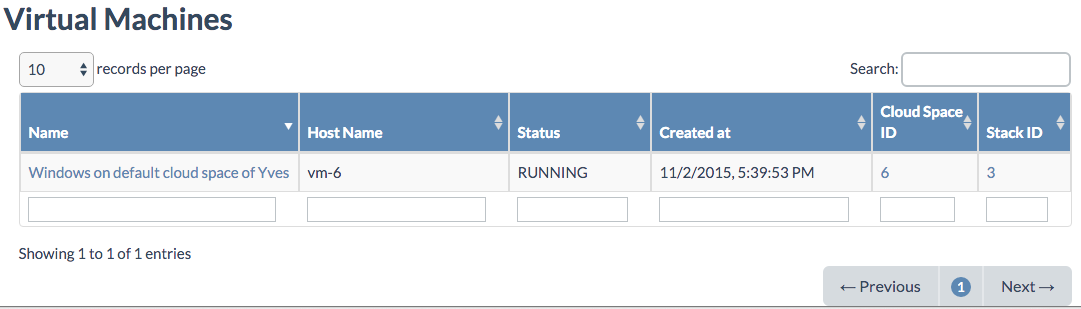 Virtual Machines
10 records per page Search:
Name Host Name Status Created at Cloud Space ID Stack ID
Windows on default cloud space of Yves vm-6 RUNNING 11/2/2015, 5:39:53 PM 6 3
Showing 1 to 1 of 1 entries
← Previous 1 Next →